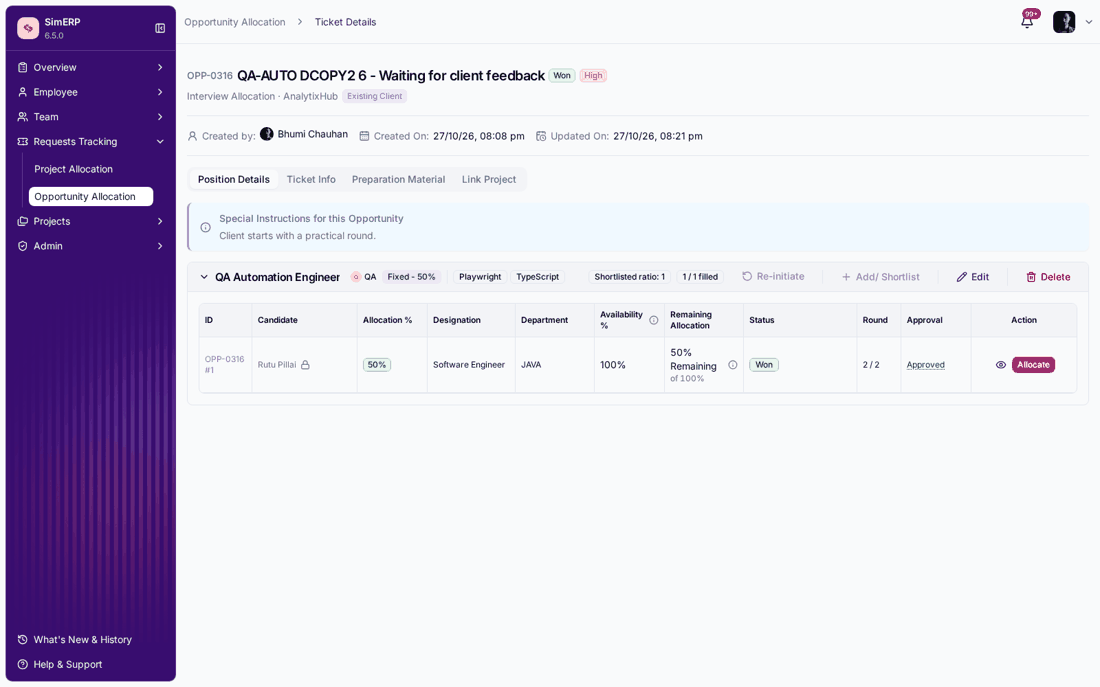 SimERP
6.5.0
Overview
Employee
Team
Requests Tracking
Project Allocation
Opportunity Allocation
Projects
Admin
What's New & History
Help & Support
Opportunity Allocation > Ticket Details
99+
OPP-0316 QA-AUTO DCOPY2 6 - Waiting for client feedback Won High
Interview Allocation · AnalytixHub Existing Client
Created by: Bhumi Chauhan Created On: 27/10/26, 08:08 pm Updated On: 27/10/26, 08:21 pm
Position Details Ticket Info Preparation Material Link Project
Special Instructions for this Opportunity
Client starts with a practical round.
QA Automation Engineer Q QA Fixed - 50% Playwright TypeScript Shortlisted ratio: 1 1 / 1 filled Re-initiate Add/ Shortlist Edit Delete
ID Candidate Allocation % Designation Department Availability % Remaining Allocation Status Round Approval Action
OPP-0316 #1 Rutu Pillai 50% Software Engineer JAVA 100% 50% Remaining of 100% Won 2 / 2 Approved Allocate